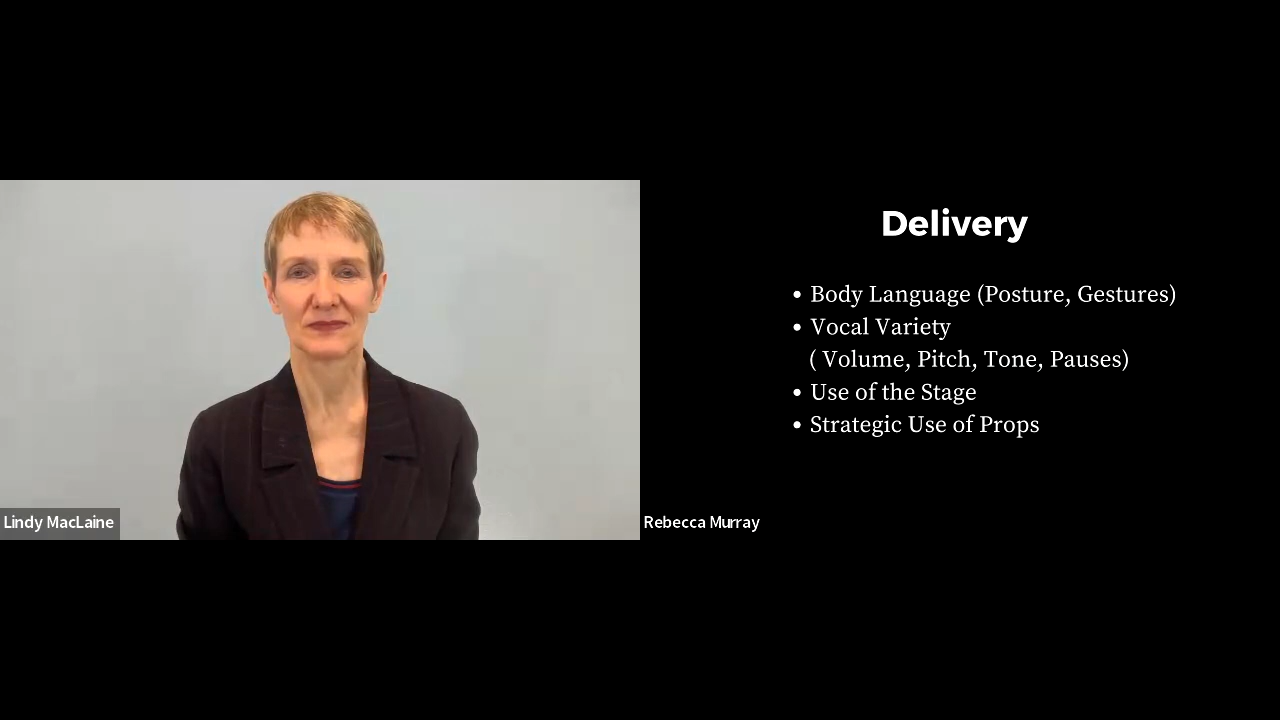 Delivery
• Body Language (Posture, Gestures)
• Vocal Variety
( Volume, Pitch, Tone, Pauses)
• Use of the Stage
• Strategic Use of Props
Lindy MacLaine
Rebecca Murray